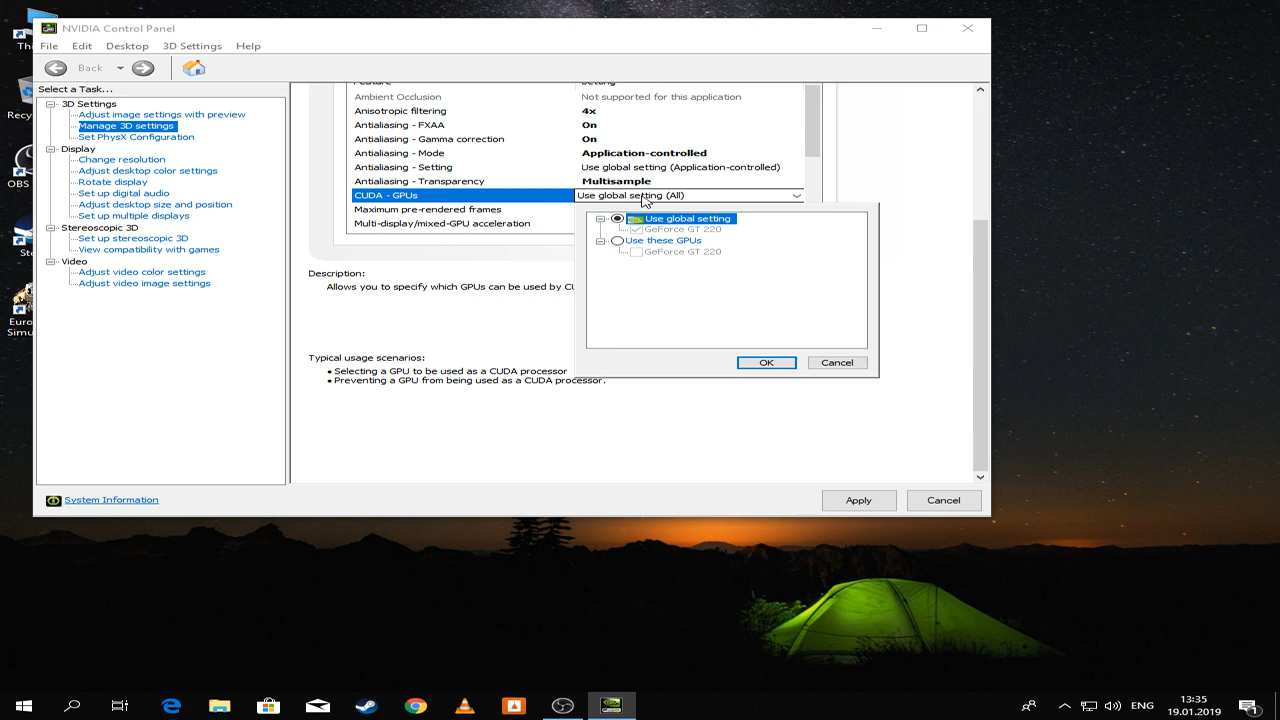 NVIDIA Control Panel
File Edit Desktop 3D Settings Help
Back
Select a Task...
3D Settings
Adjust image settings with preview
Manage 3D settings
Set PhysX Configuration
Display
Change resolution
Adjust desktop color settings
Rotate display
Set up digital audio
Adjust desktop size and position
Set up multiple displays
Stereoscopic 3D
Set up stereoscopic 3D
View compatibility with games
Video
Adjust video color settings
Adjust video image settings
System Information
Ambient Occlusion Not supported for this application
Anisotropic filtering 4x
Antialiasing - FXAA On
Antialiasing - Gamma correction On
Antialiasing - Mode Application-controlled
Antialiasing - Setting Use global setting (Application-controlled)
Antialiasing - Transparency Multisample
CUDA - GPUs Use global setting (All)
Maximum pre-rendered frames
Multi-display/mixed-GPU acceleration
Use global setting
GeForce GT 220
Use these GPUs
GeForce GT 220
OK Cancel
Description:
Allows you to specify which GPUs can be used by CU
Typical usage scenarios:
• Selecting a GPU to be used as a CUDA processor
• Preventing a GPU from being used as a CUDA processor.
Apply Cancel
Th
Recy
OBS
Ste
Euro
Simu
ENG
13:35
19.01.2019
1